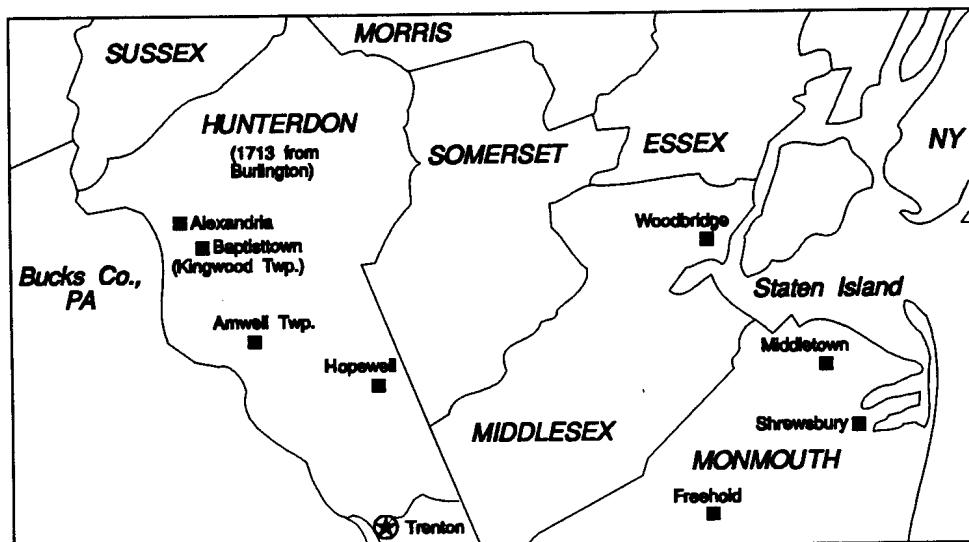 SUSSEX
MORRIS
HUNTERDON
(1713 from
Burlington)
SOMERSET
ESSEX
NY
Alexandria
Baptisttown
(Kingwood Twp.)
Woodbridge
Bucks Co.,
PA
Staten Island
Amwell Twp.
Hopewell
Middletown
MIDDLESEX
Shrewsbury
MONMOUTH
Freehold
Trenton